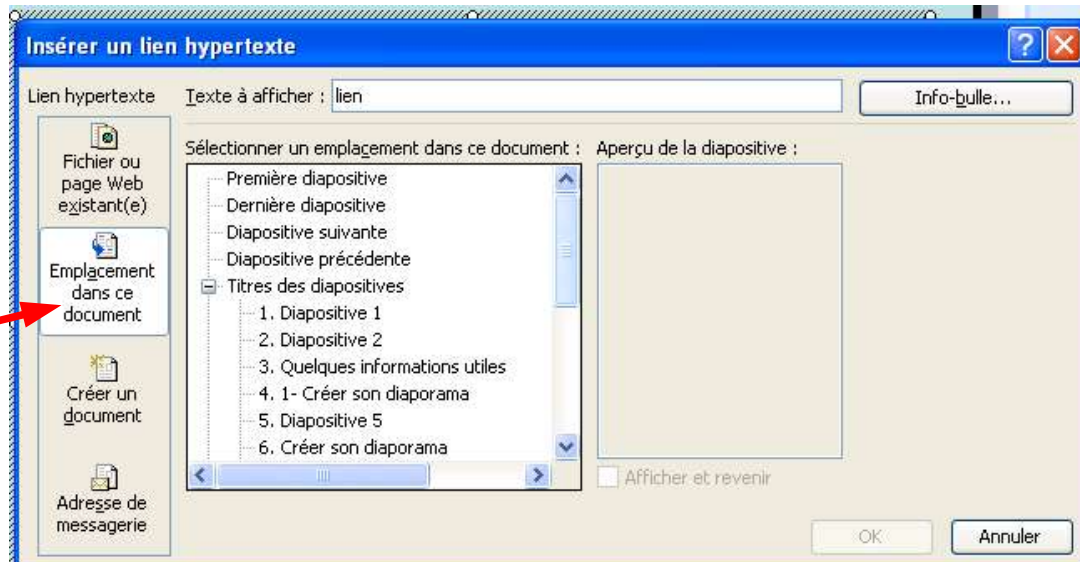 Insérer un lien hypertexte
Lien hypertexte
Texte à afficher : lien
Info-bulle...
Fichier ou
page Web
existant(e)
Emplacement
dans ce
document
Créer un
document
Adresse de
messagerie
Sélectionner un emplacement dans ce document :
Première diapositive
Dernière diapositive
Diapositive suivante
Diapositive précédente
Titres des diapositives
1. Diapositive 1
2. Diapositive 2
3. Quelques informations utiles
4. 1- Créer son diaporama
5. Diapositive 5
6. Créer son diaporama
Aperçu de la diapositive :
Afficher et revenir
OK
Annuler